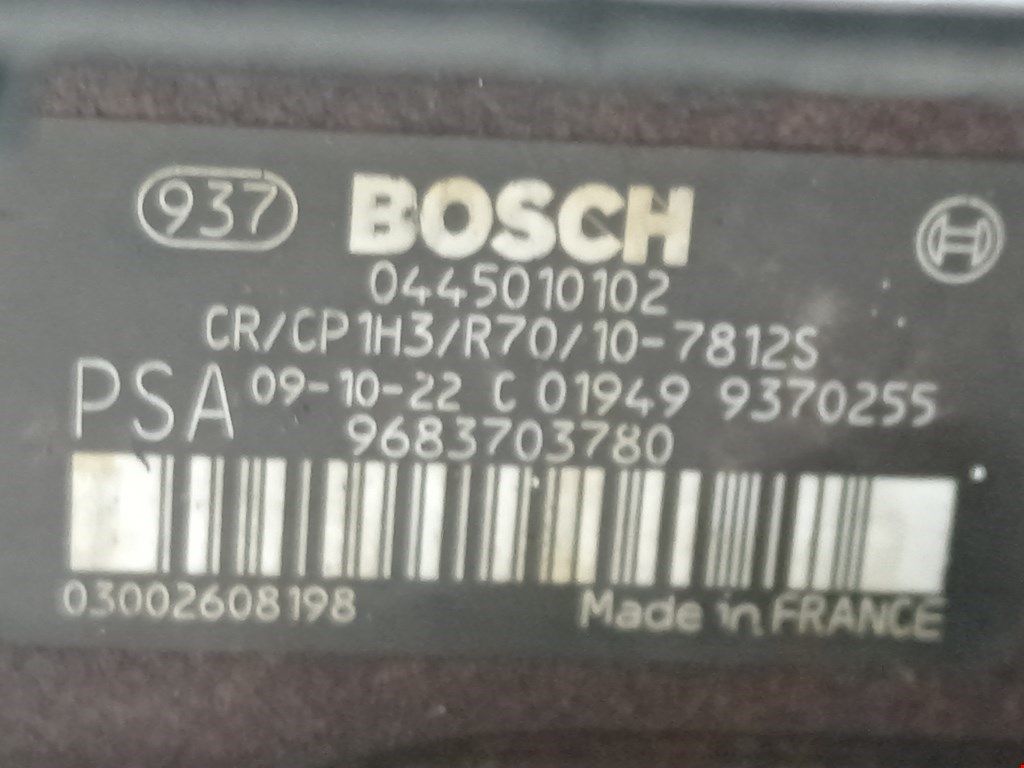 937 BOSCH
0445010102
CR/CP1H3/R70/10-7812S
PSA 09-10-22 C 01949 9370255
9683703780
03002608198 Made in FRANCE